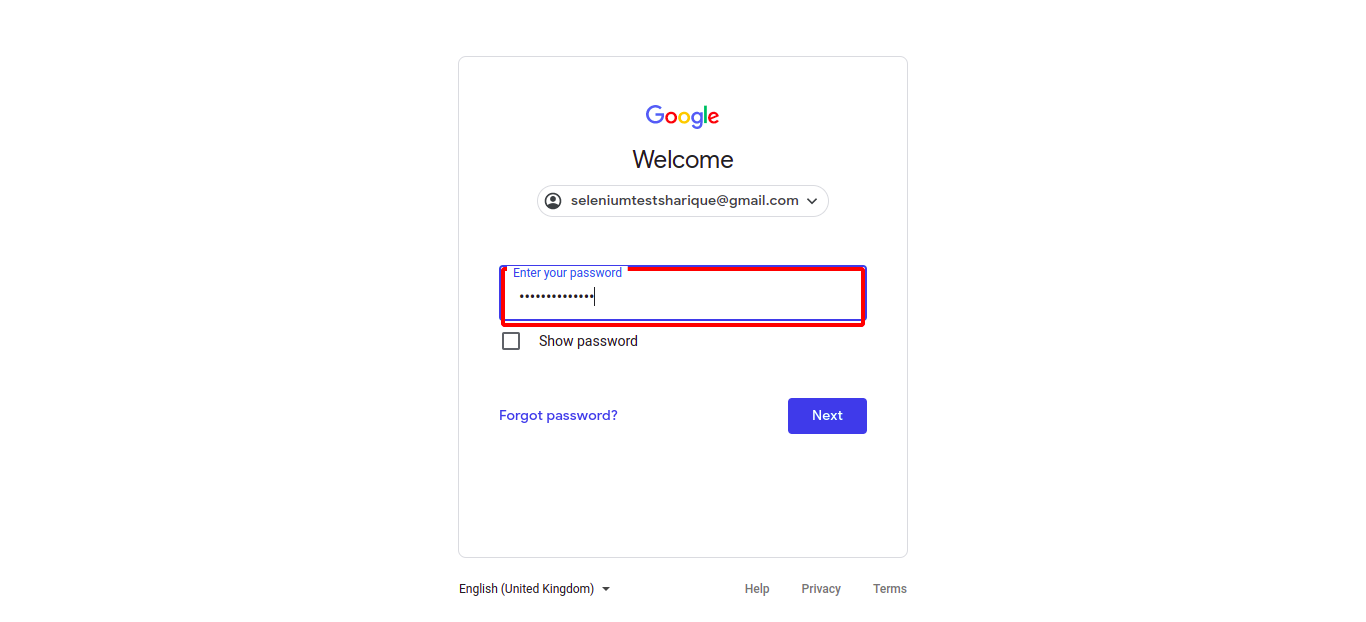 Google
Welcome
seleniumtestsharique@gmail.com
Enter your password
••••••••••••••
Show password
Forgot password? Next
English (United Kingdom) Help Privacy Terms